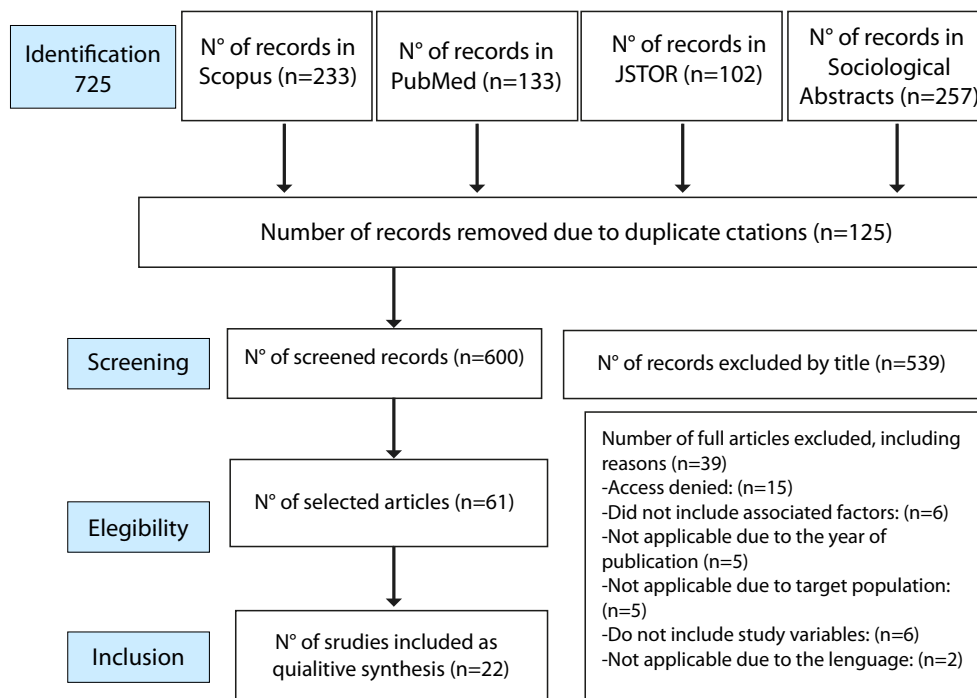 Identification
725
N° of records in
Scopus (n=233)
N° of records in
PubMed (n=133)
N° of records in
JSTOR (n=102)
N° of records in
Sociological
Abstracts (n=257)
Number of records removed due to duplicate ctations (n=125)
Screening
N° of screened records (n=600)
N° of records excluded by title (n=539)
Elegibility
N° of selected articles (n=61)
Number of full articles excluded, including
reasons (n=39)
-Access denied: (n=15)
-Did not include associated factors: (n=6)
-Not applicable due to the year of
publication (n=5)
-Not applicable due to target population:
(n=5)
-Do not include study variables: (n=6)
-Not applicable due to the lenguage: (n=2)
Inclusion
N° of srudies included as
quialitive synthesis (n=22)